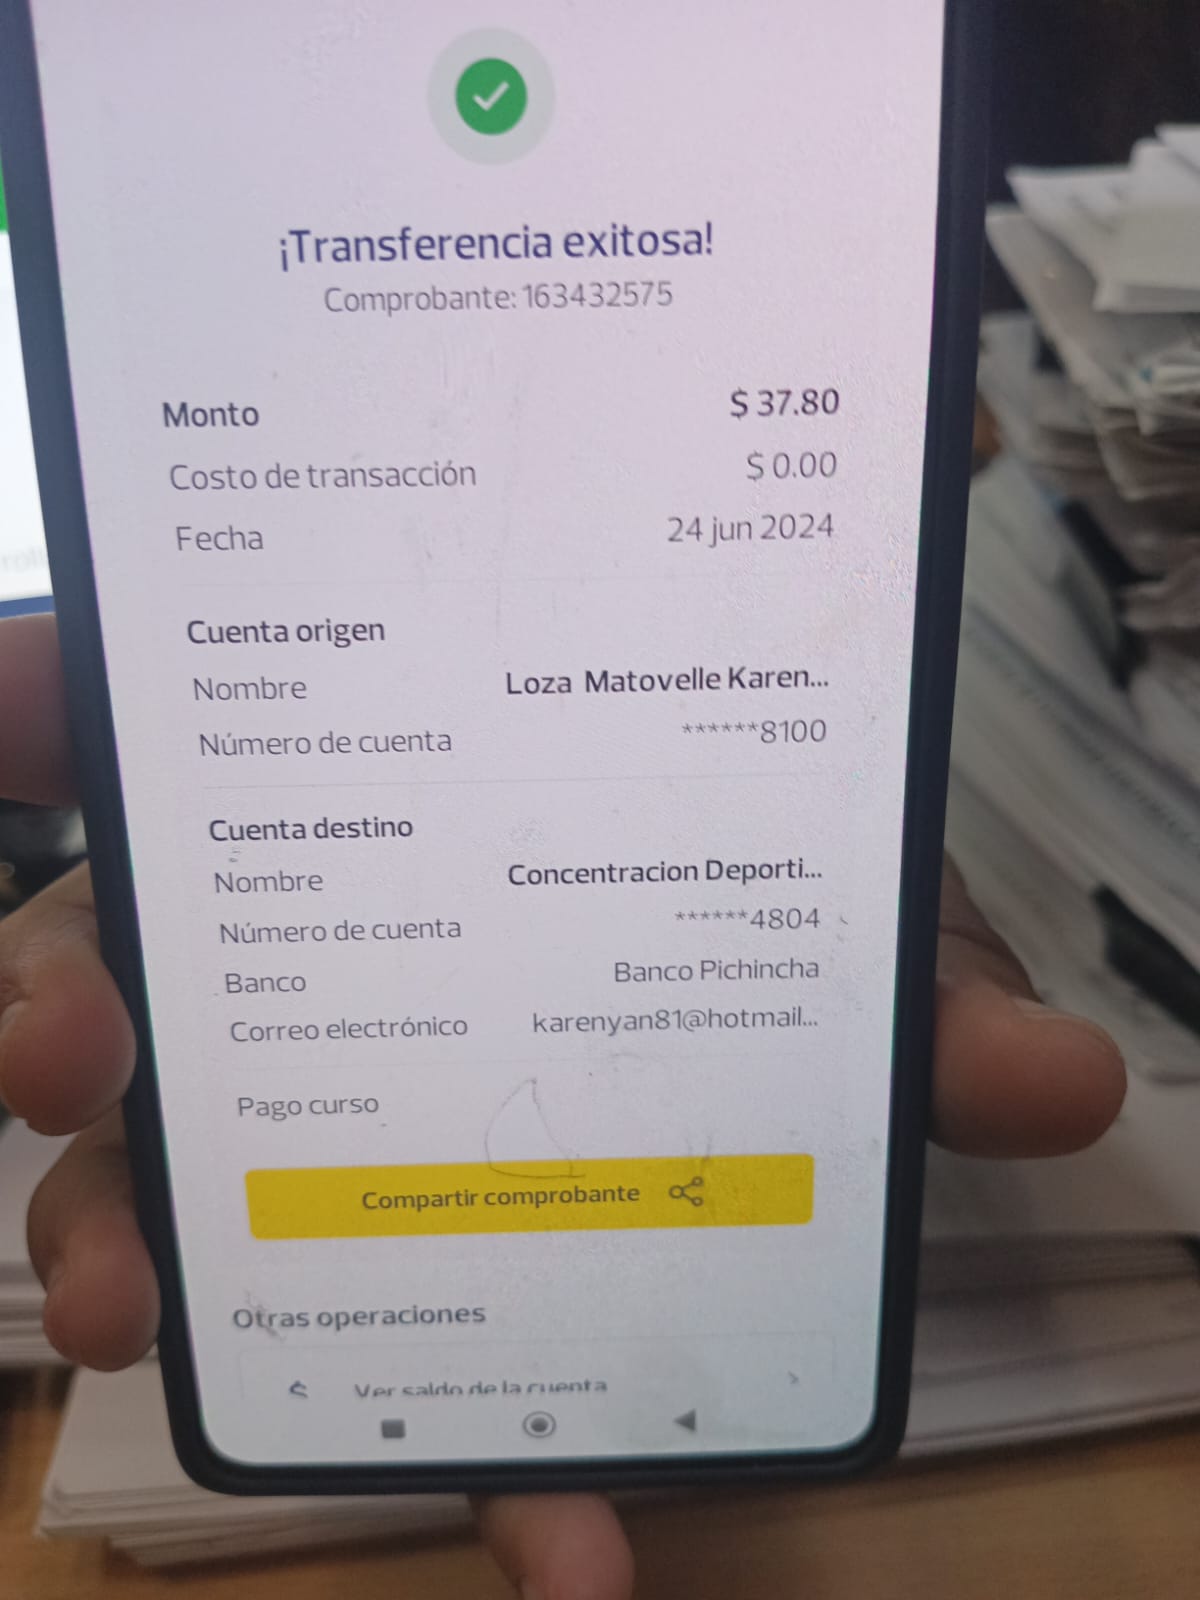 ¡Transferencia exitosa!
Comprobante: 163432575
Monto $ 37.80
Costo de transacción $ 0.00
Fecha 24 jun 2024
Cuenta origen
Nombre Loza Matovelle Karen...
Número de cuenta ******8100
Cuenta destino
Nombre Concentracion Deporti...
Número de cuenta ******4804
Banco Banco Pichincha
Correo electrónico karenyan81@hotmail...
Pago curso
Compartir comprobante
Otras operaciones
Ver saldo de la cuenta